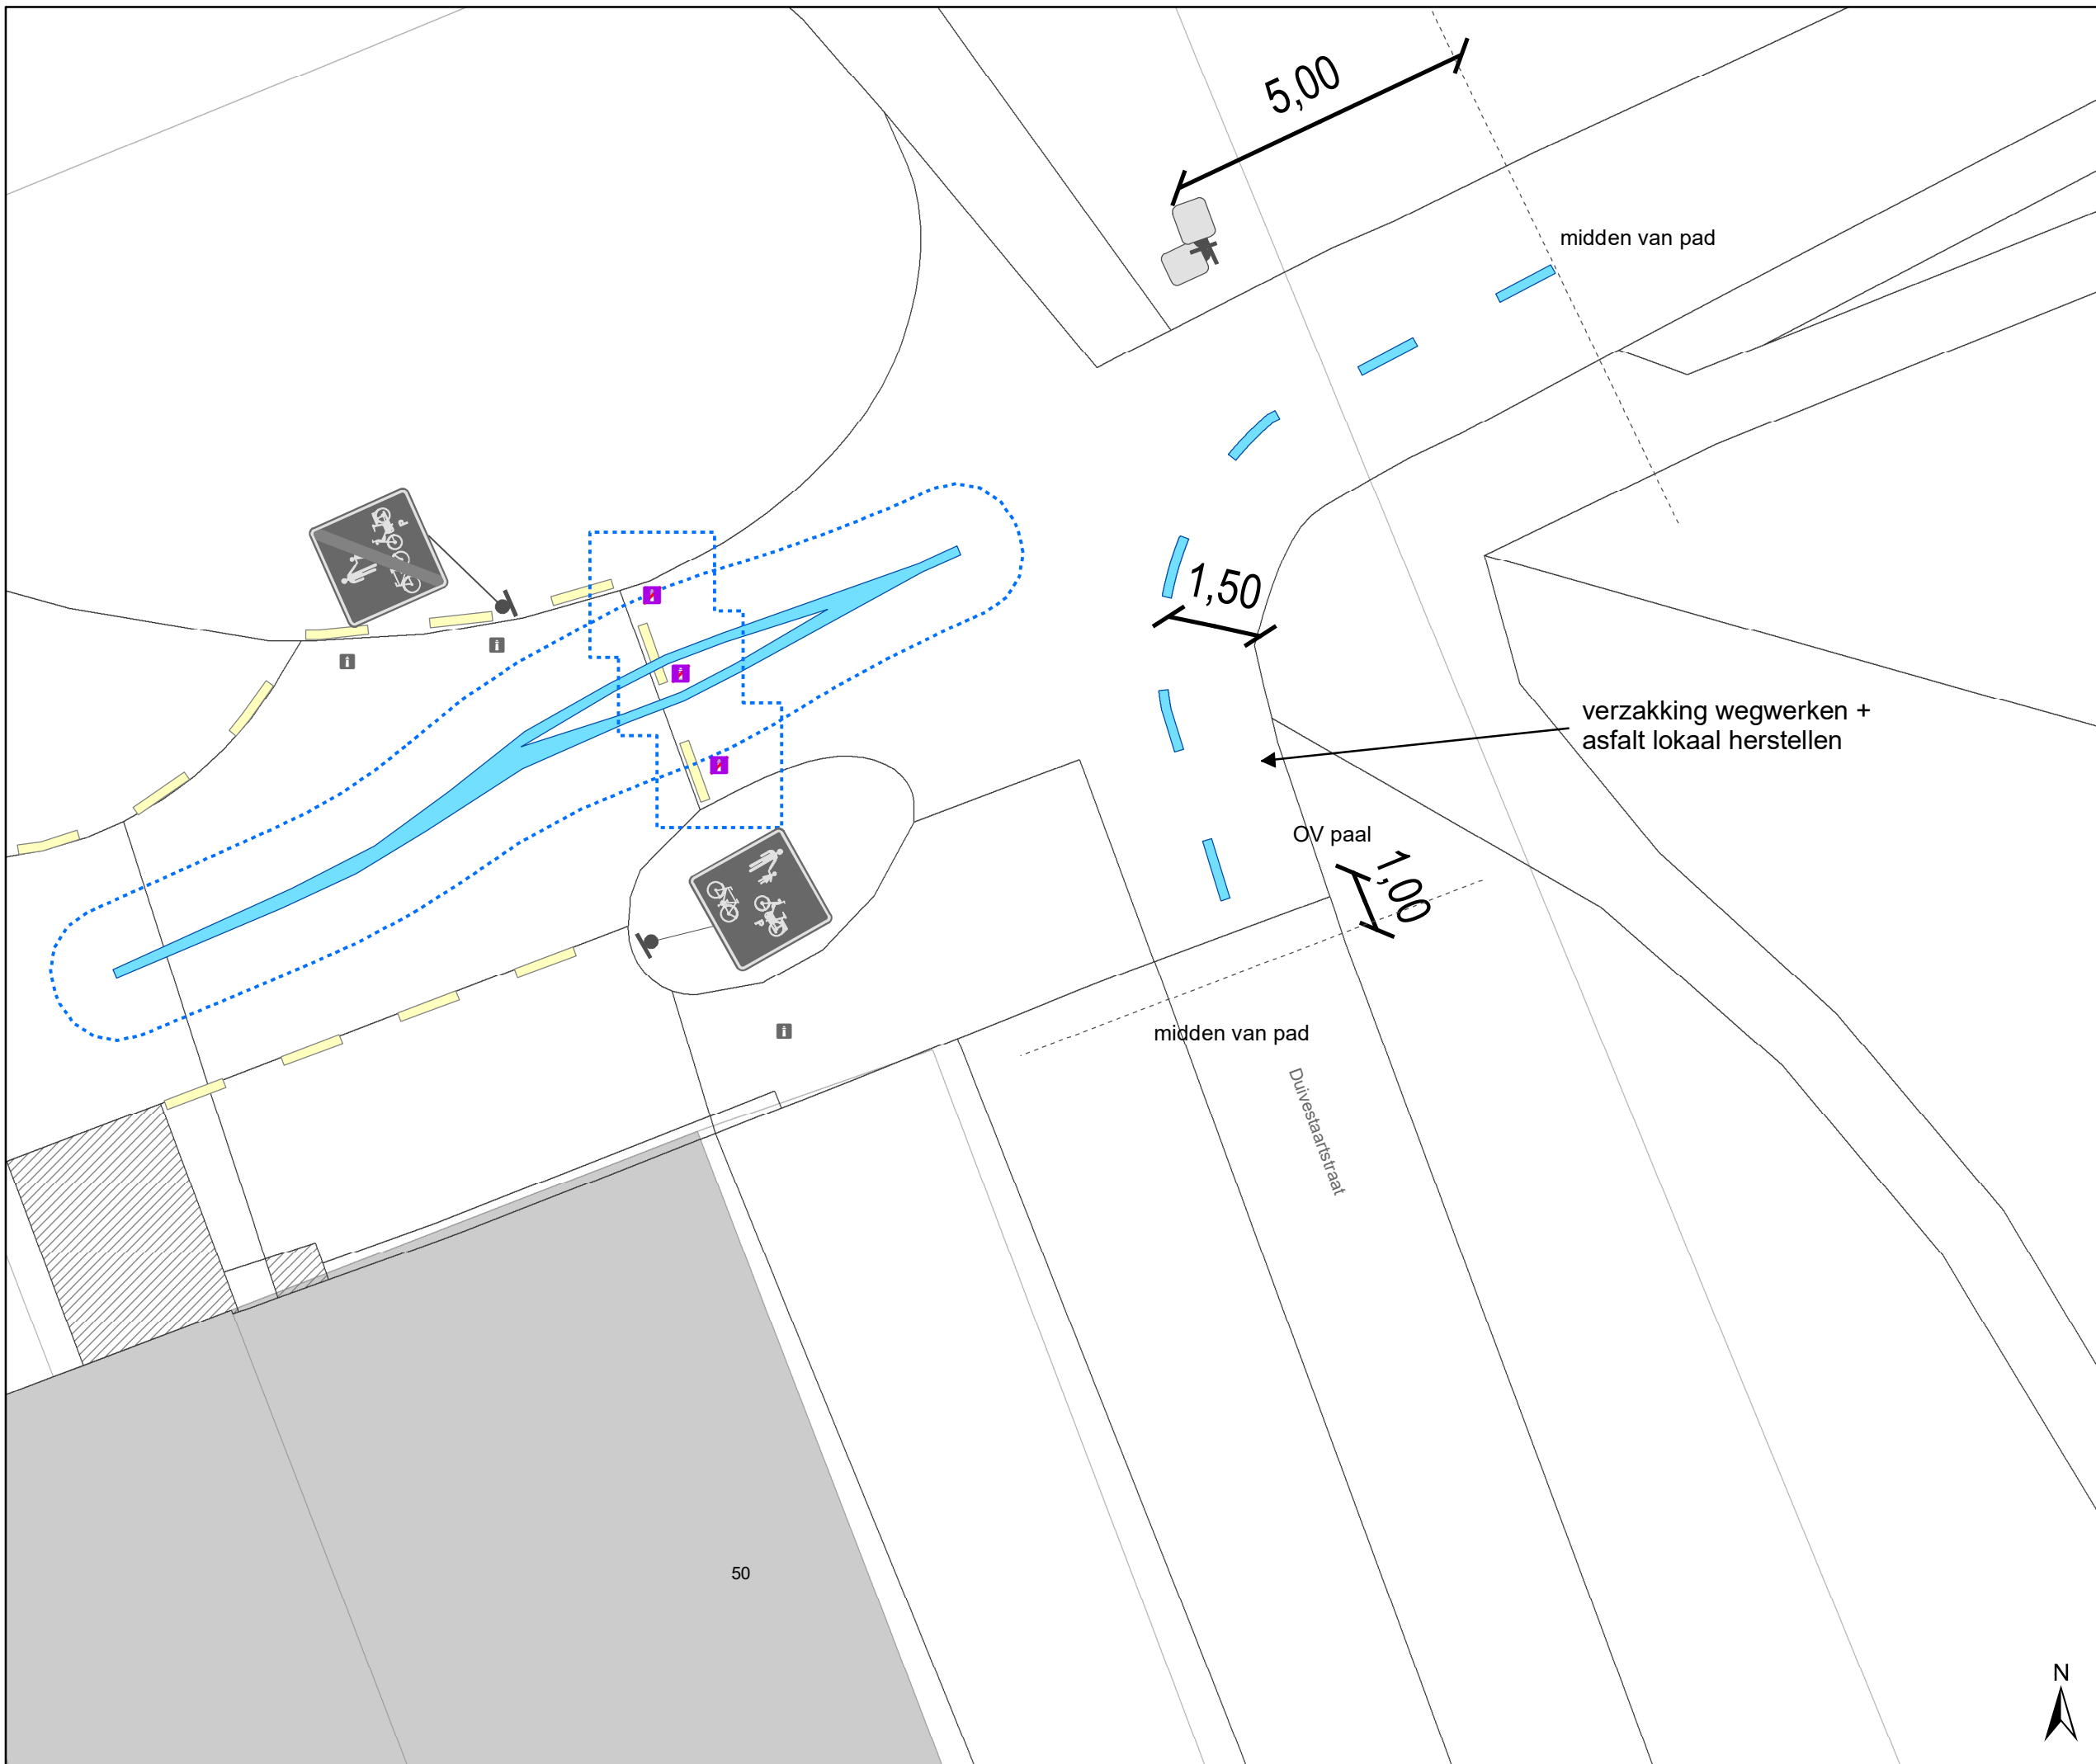 5,00
midden van pad
1,50
verzakking wegwerken +
asfalt lokaal herstellen
OV paal
1,00
midden van pad
Duivestaartstraat
50
N